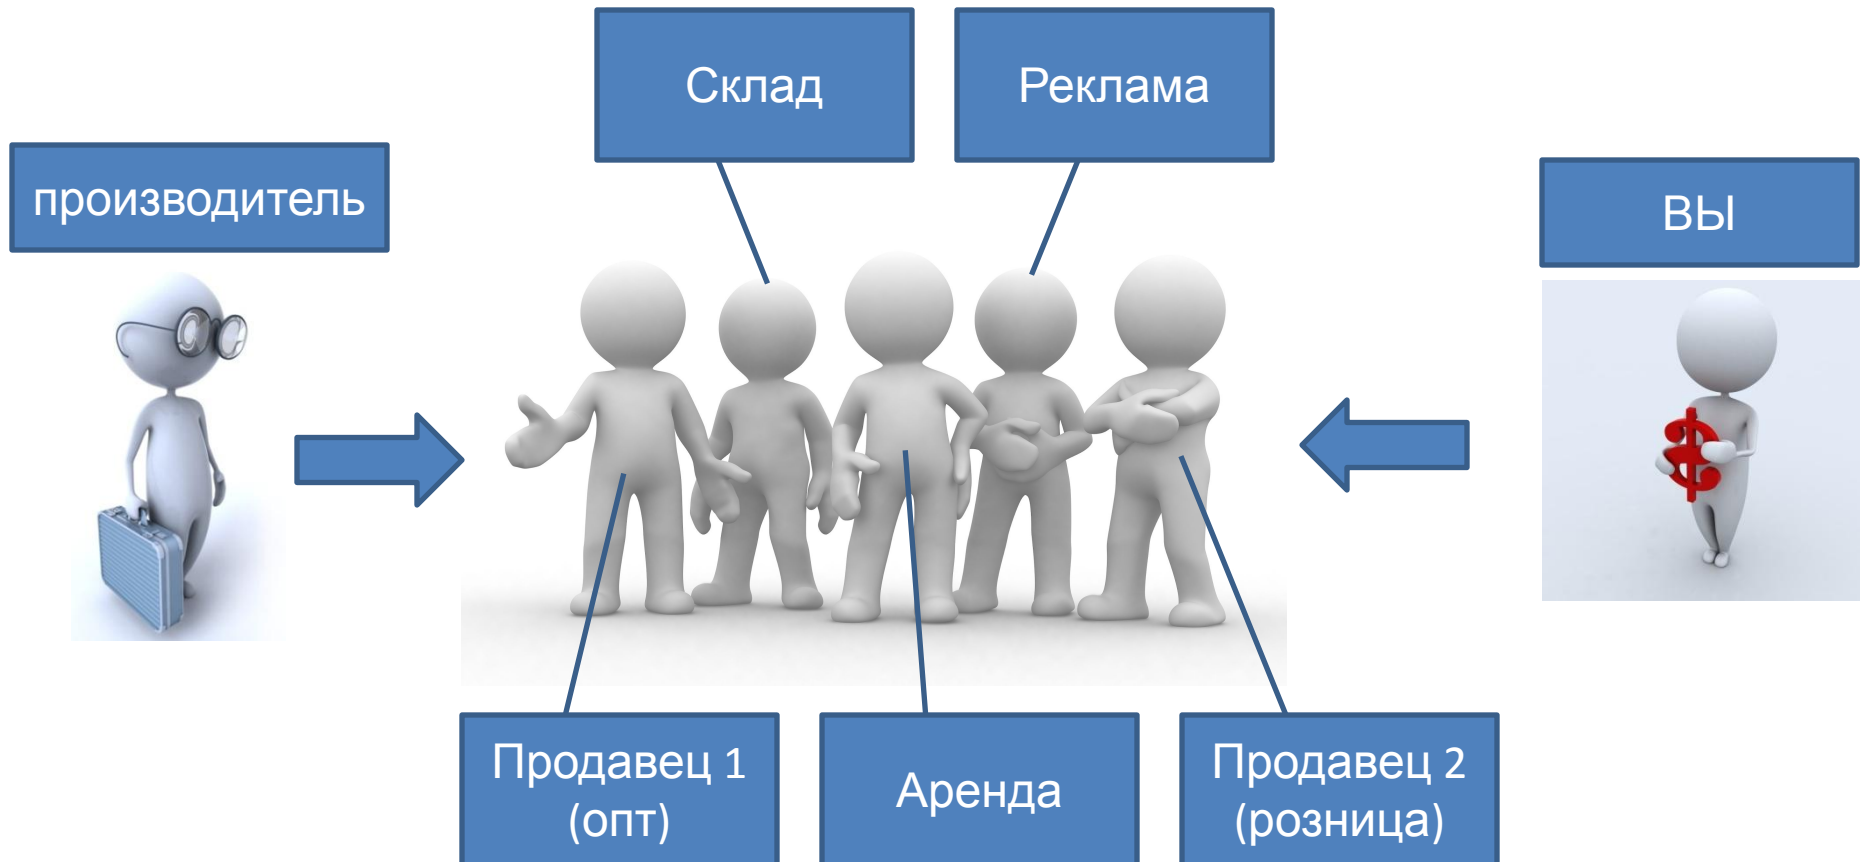 Склад
Реклама
производитель
ВЫ
Продавец 1
(опт)
Аренда
Продавец 2
(розница)